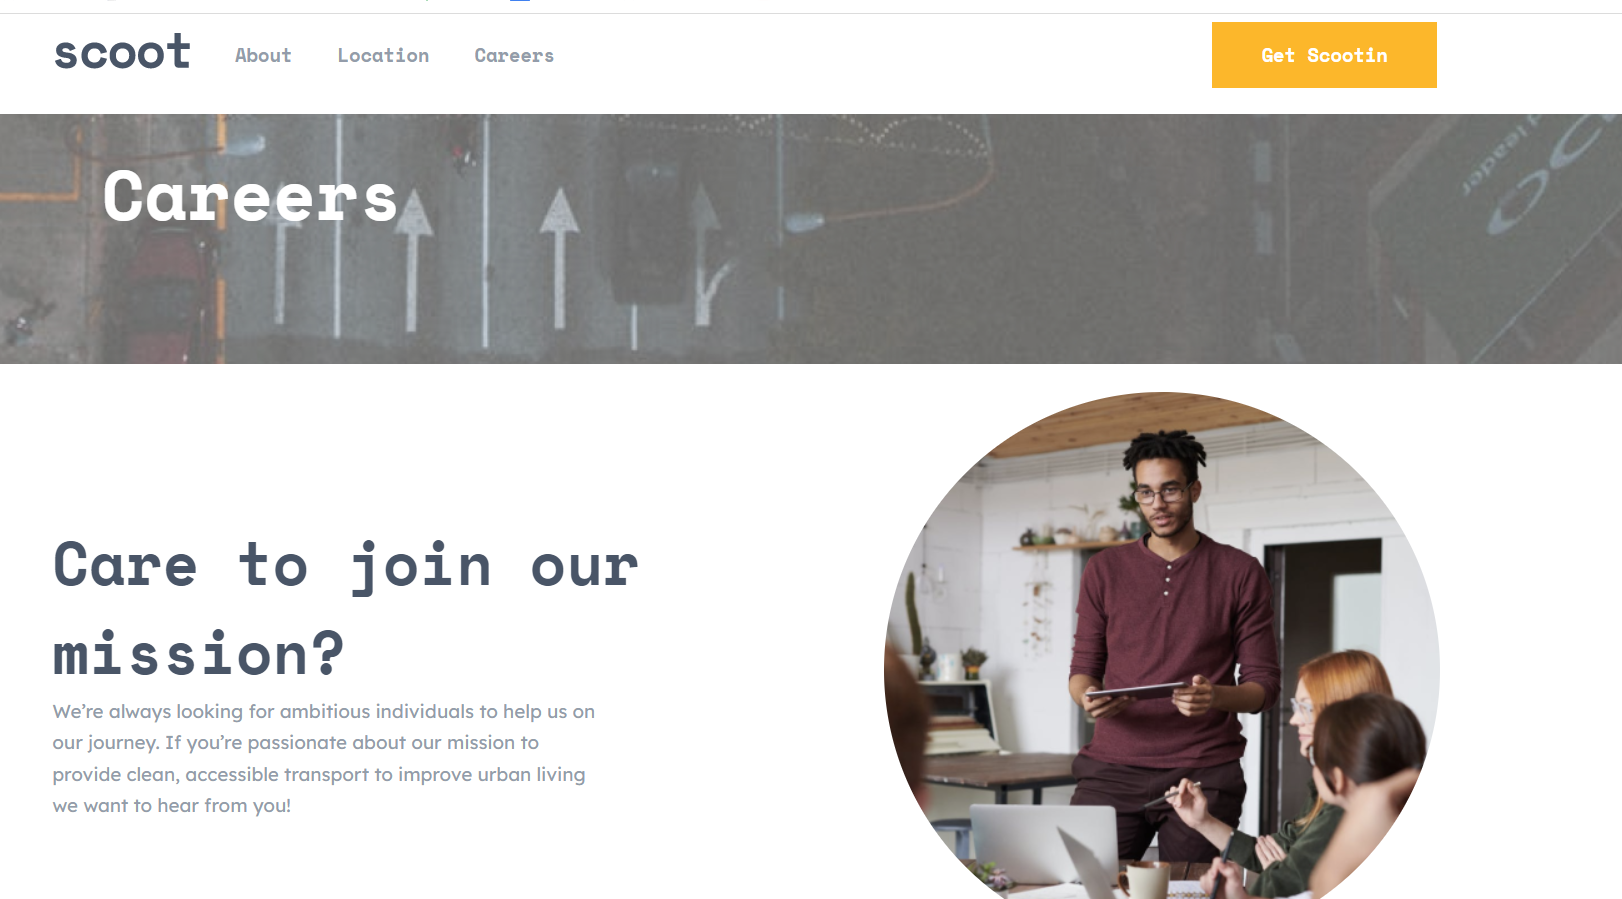 scoot
About
Location
Careers
Get Scootin
Careers
leader
Care to join our
mission?
We’re always looking for ambitious individuals to help us on
our journey. If you’re passionate about our mission to
provide clean, accessible transport to improve urban living
we want to hear from you!